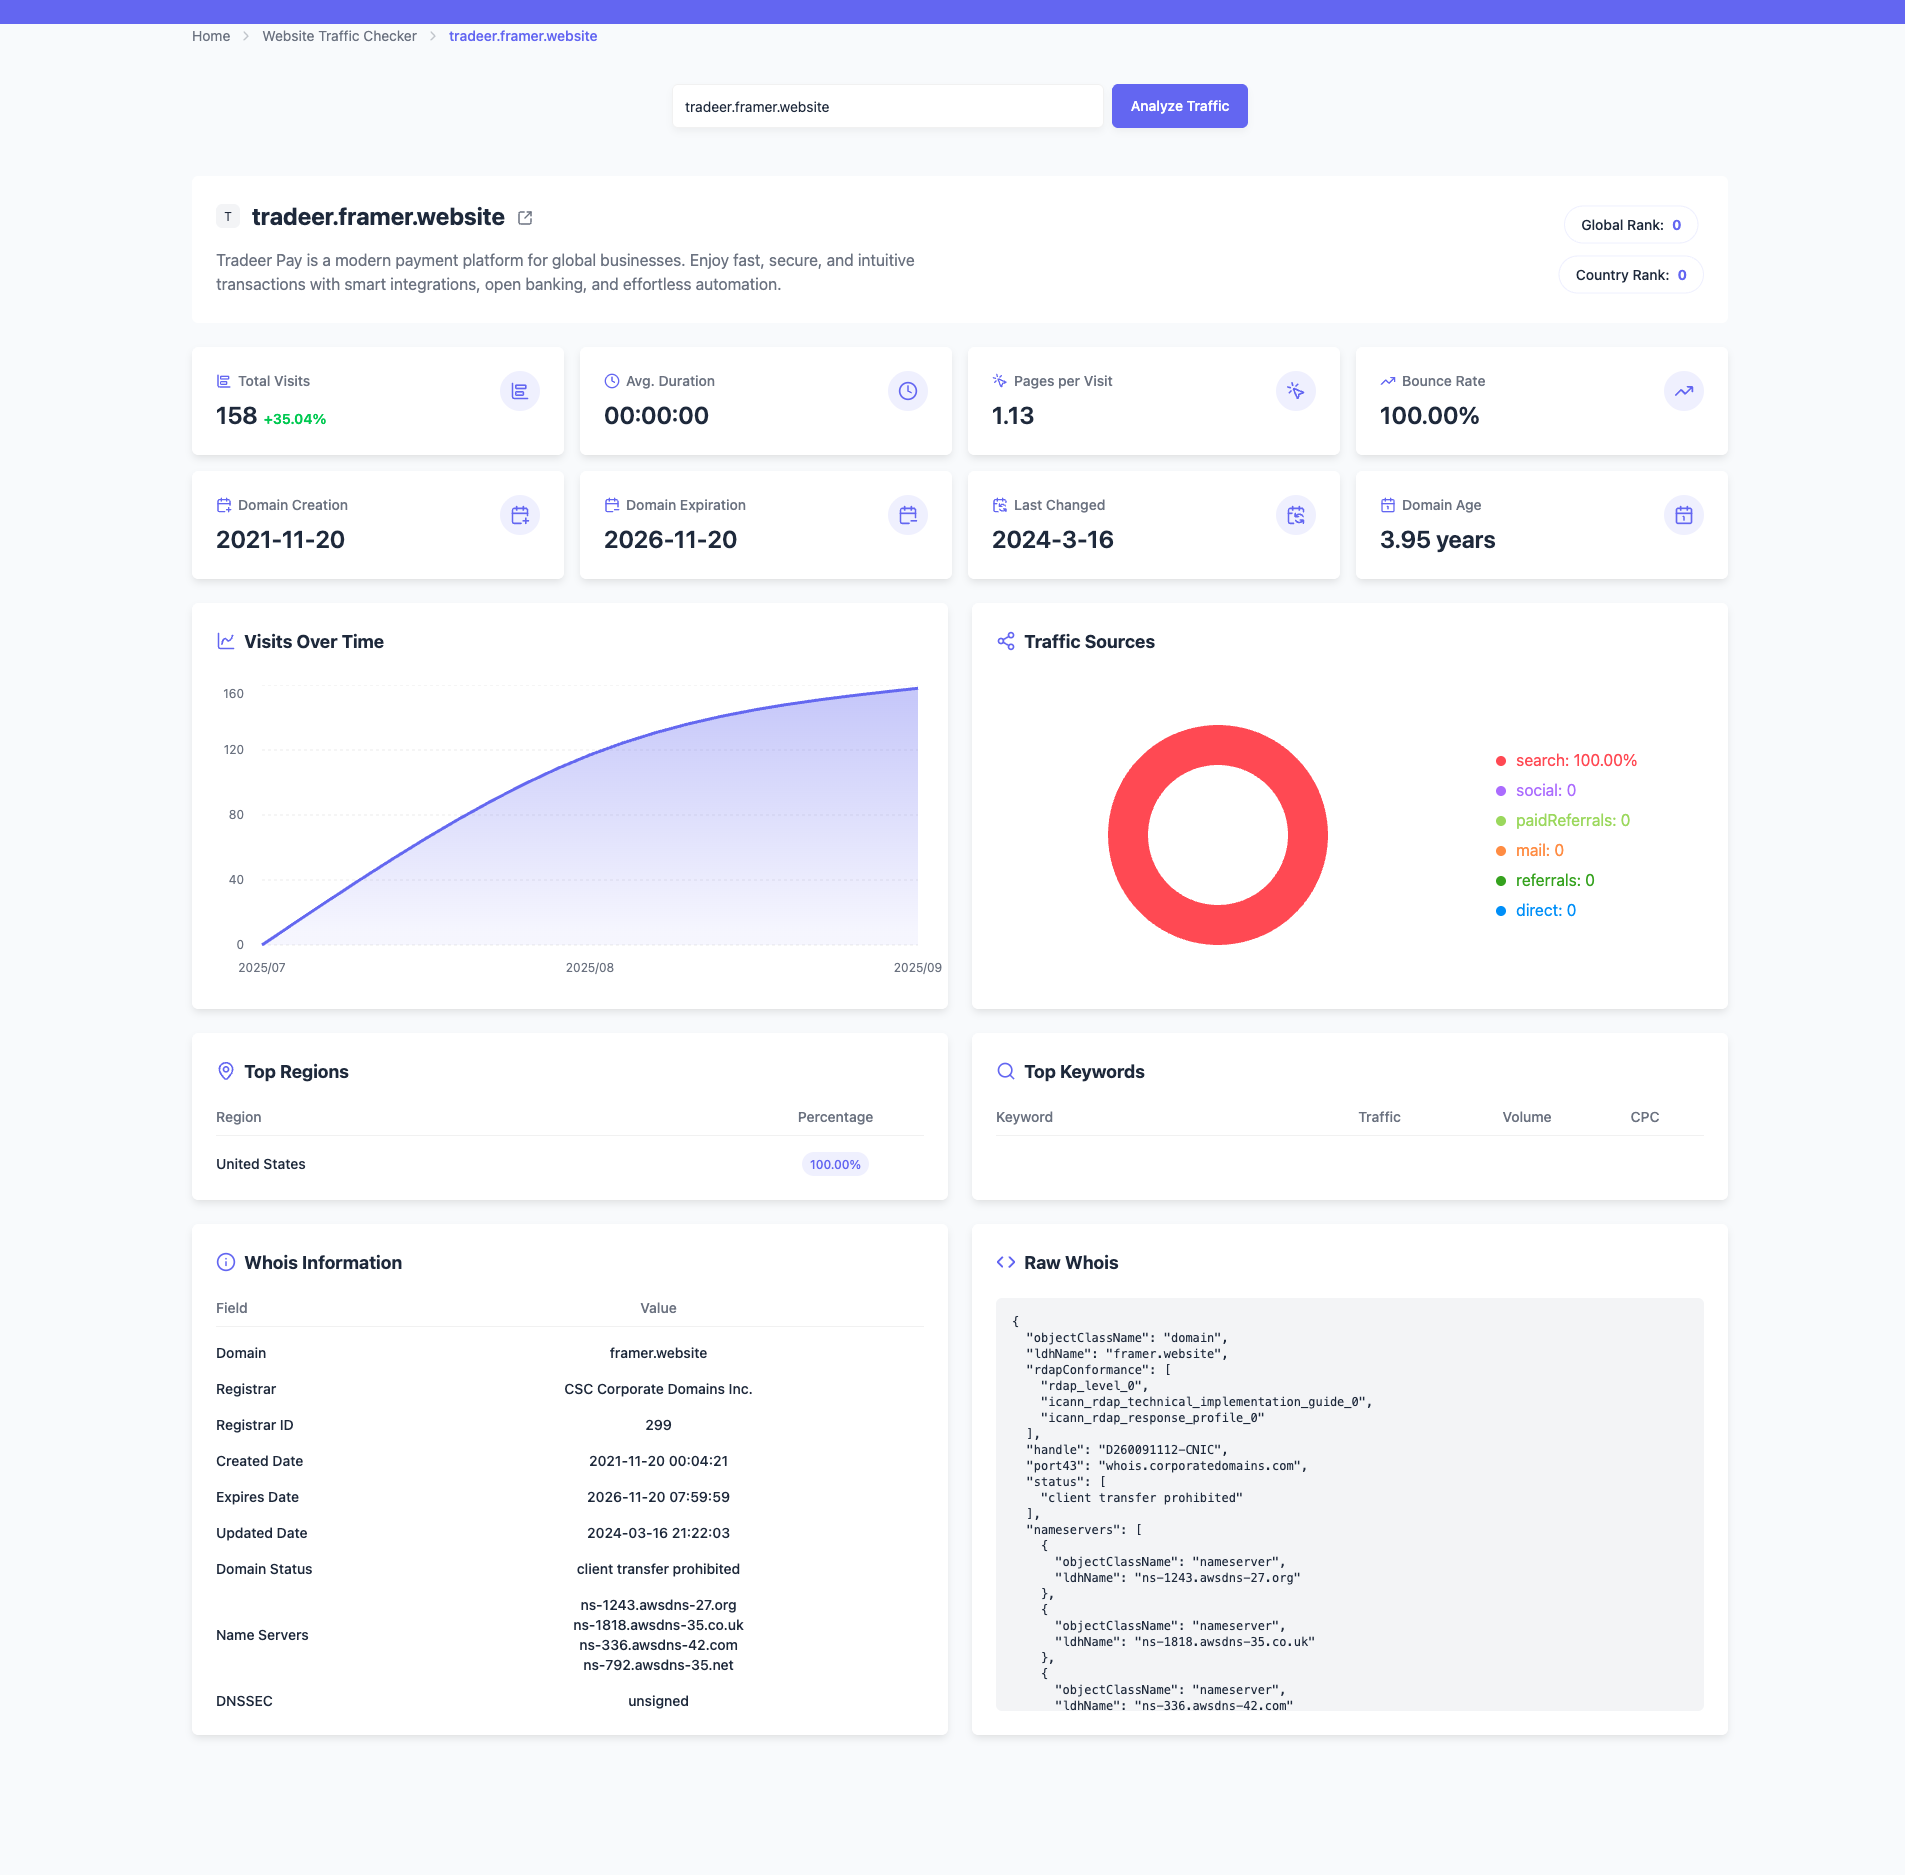 Home > Website Traffic Checker > tradeer.framer.website
tradeer.framer.website
Analyze Traffic
T tradeer.framer.website
Tradeer Pay is a modern payment platform for global businesses. Enjoy fast, secure, and intuitive
transactions with smart integrations, open banking, and effortless automation.
Global Rank: 0
Country Rank: 0
Total Visits
158 +35.04%
Avg. Duration
00:00:00
Pages per Visit
1.13
Bounce Rate
100.00%
Domain Creation
2021-11-20
Domain Expiration
2026-11-20
Last Changed
2024-3-16
Domain Age
3.95 years
Visits Over Time
160
120
80
40
0
2025/07 2025/08 2025/09
Traffic Sources
search: 100.00%
social: 0
paidReferrals: 0
mail: 0
referrals: 0
direct: 0
Top Regions
Region Percentage
United States 100.00%
Top Keywords
Keyword Traffic Volume CPC
Whois Information
Field Value
Domain framer.website
Registrar CSC Corporate Domains Inc.
Registrar ID 299
Created Date 2021-11-20 00:04:21
Expires Date 2026-11-20 07:59:59
Updated Date 2024-03-16 21:22:03
Domain Status client transfer prohibited
Name Servers
ns-1243.awsdns-27.org
ns-1818.awsdns-35.co.uk
ns-336.awsdns-42.com
ns-792.awsdns-35.net
DNSSEC unsigned
Raw Whois
{
"objectClassName": "domain",
"ldhName": "framer.website",
"rdapConformance": [
"rdap_level_0",
"icann_rdap_technical_implementation_guide_0",
"icann_rdap_response_profile_0"
],
"handle": "D260091112-CNIC",
"port43": "whois.corporatedomains.com",
"status": [
"client transfer prohibited"
],
"nameservers": [
{
"objectClassName": "nameserver",
"ldhName": "ns-1243.awsdns-27.org"
},
{
"objectClassName": "nameserver",
"ldhName": "ns-1818.awsdns-35.co.uk"
},
{
"objectClassName": "nameserver",
"ldhName": "ns-336.awsdns-42.com"